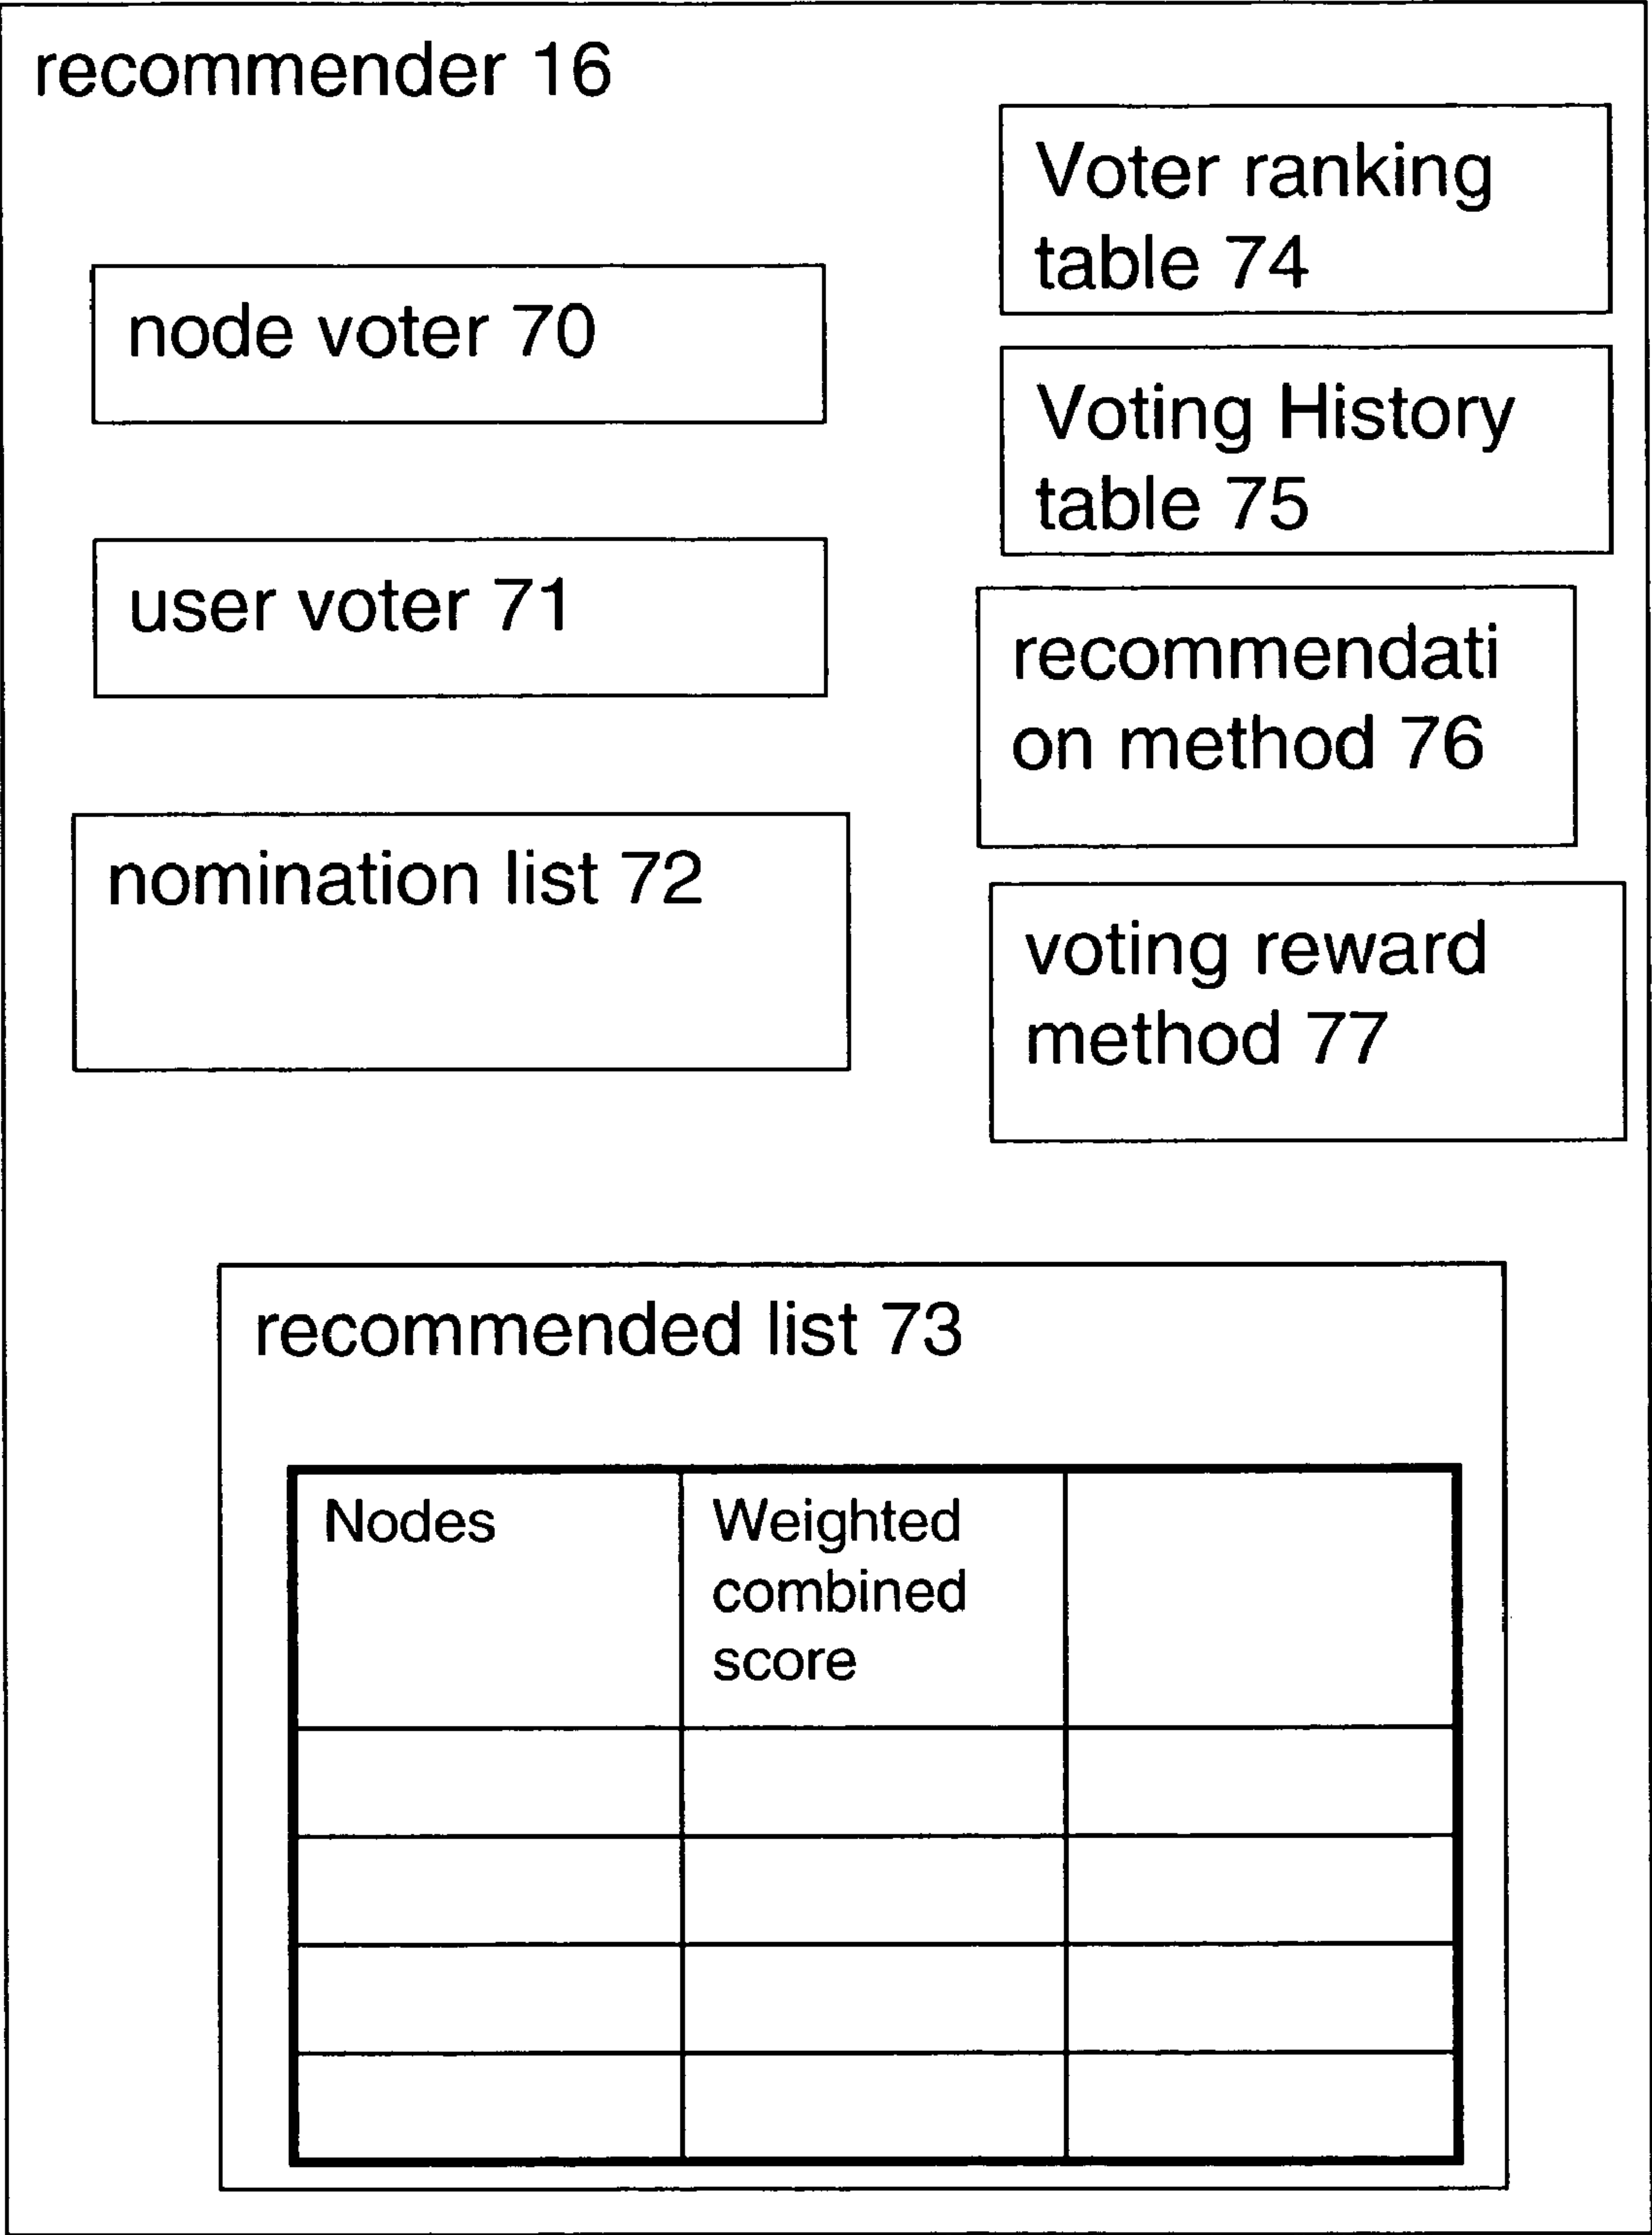 recommender 16
node voter 70
user voter 71
nomination list 72
Voter ranking
table 74
Voting History
table 75
recommendati
on method 76
voting reward
method 77
recommended list 73
Nodes
Weighted
combined
score